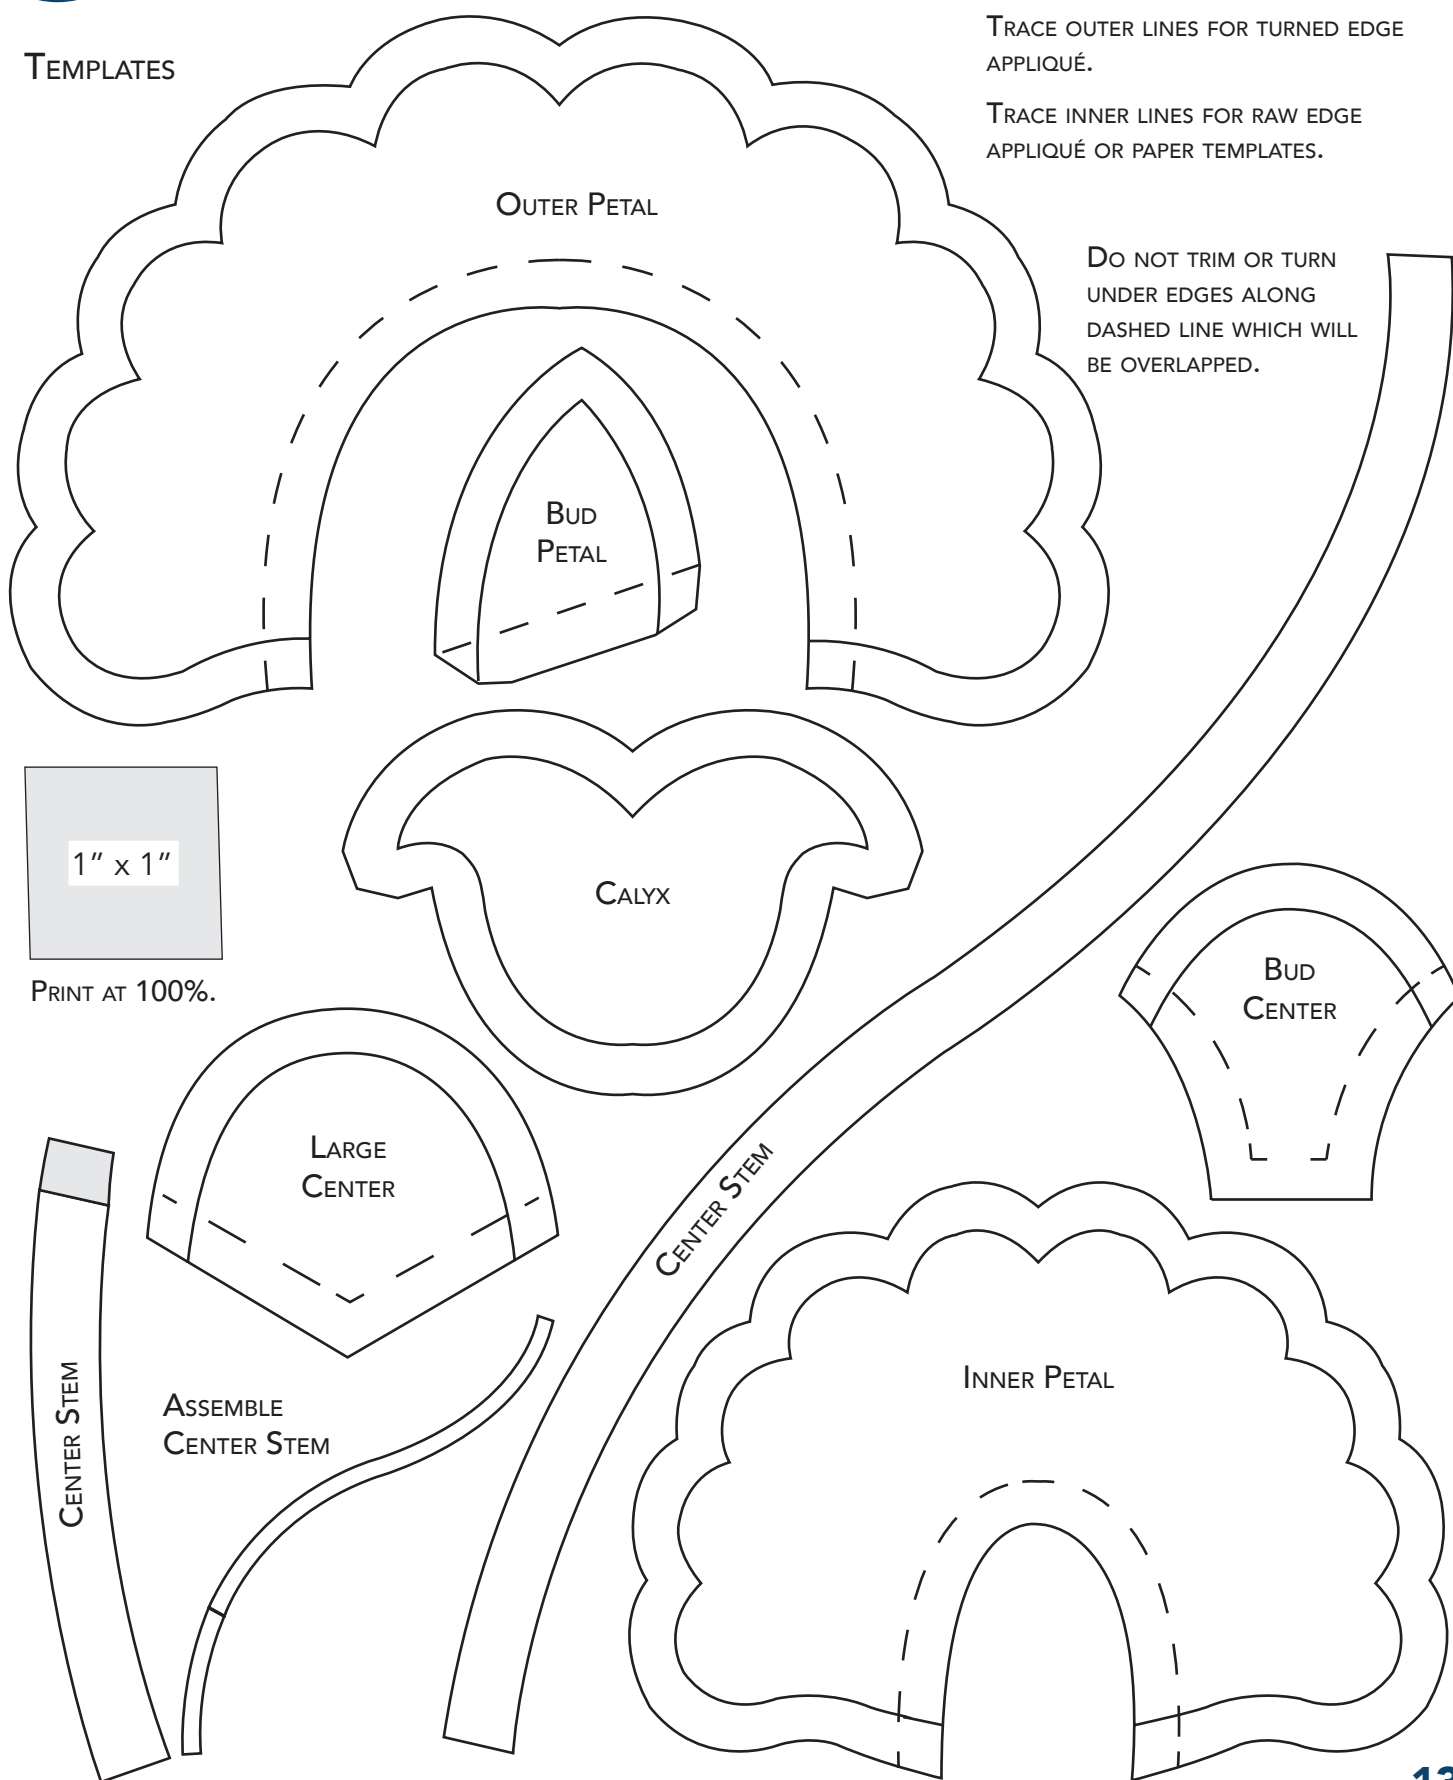 Templates
Trace outer lines for turned edge
appliqué.
Trace inner lines for raw edge
appliqué or paper templates.
Outer Petal
Do not trim or turn
under edges along
dashed line which will
be overlapped.
Bud
Petal
1” x 1”
Print at 100%.
Calyx
Bud
Center
Large
Center
Center Stem
Center Stem
Assemble
Center Stem
Inner Petal